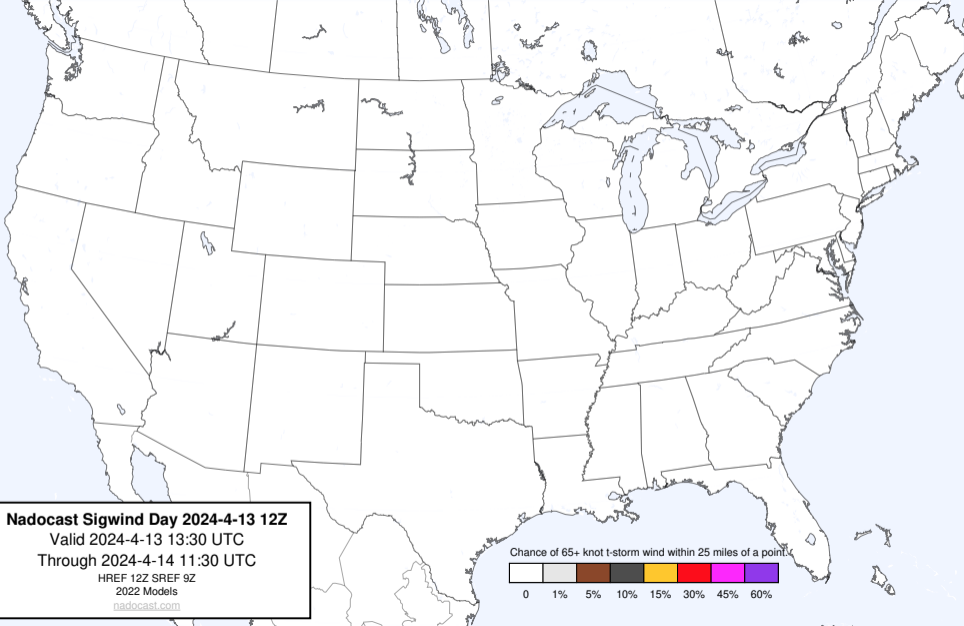 Nadocast Sigwind Day 2024-4-13 12Z
Valid 2024-4-13 13:30 UTC
Through 2024-4-14 11:30 UTC
HREF 12Z SREF 9Z
2022 Models
nadocast.com
Chance of 65+ knot t-storm wind within 25 miles of a point.
0 1% 5% 10% 15% 30% 45% 60%